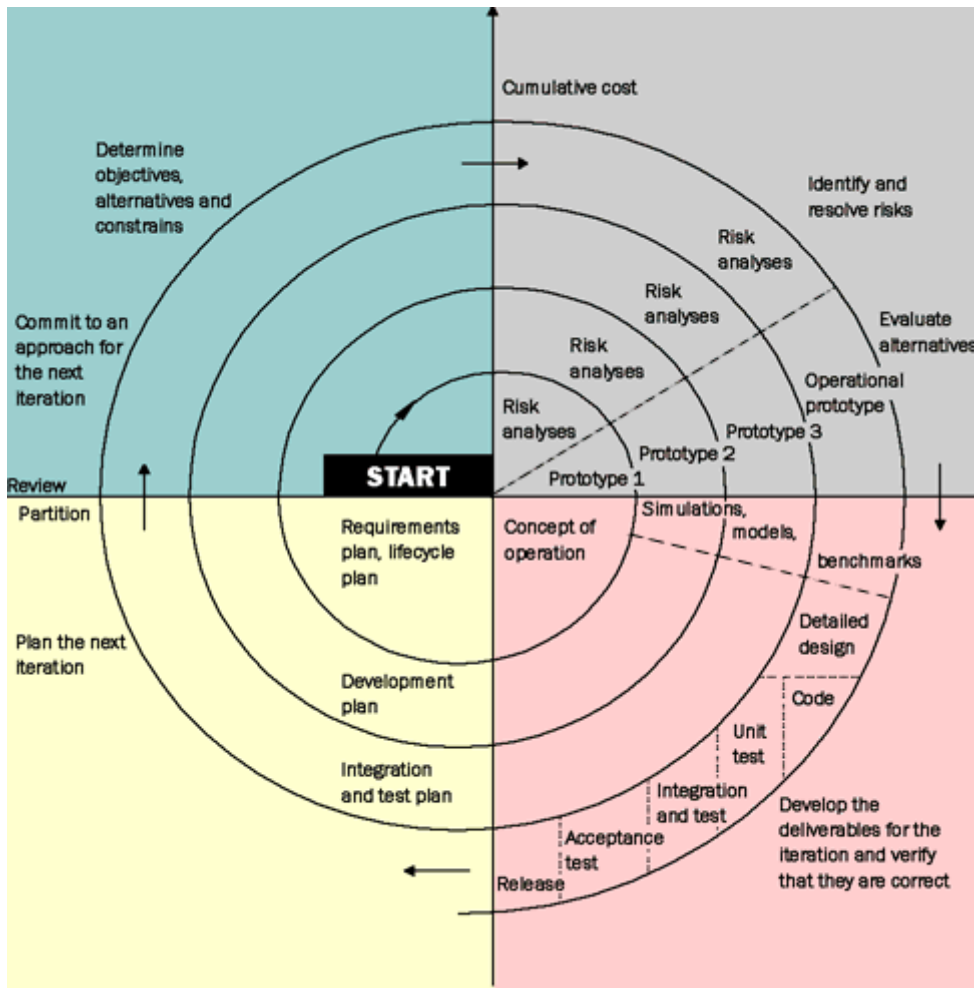 Cumulative cost
Determine
objectives,
alternatives and
constrains
Identify and
resolve risks
Risk
analyses
Risk
analyses
Risk
analyses
Risk
analyses
Commit to an
approach for
the next
iteration
Evaluate
alternatives
Operational
prototype
Prototype 3
Prototype 2
Prototype 1
START
Review
Partition
Requirements
plan, lifecycle
plan
Concept of
operation
Simulations,
models,
benchmarks
Detailed
design
Code
Unit
test
Integration
and test
Acceptance
test
Release
Plan the next
iteration
Development
plan
Integration
and test plan
Develop the
deliverables for the
iteration and verify
that they are correct